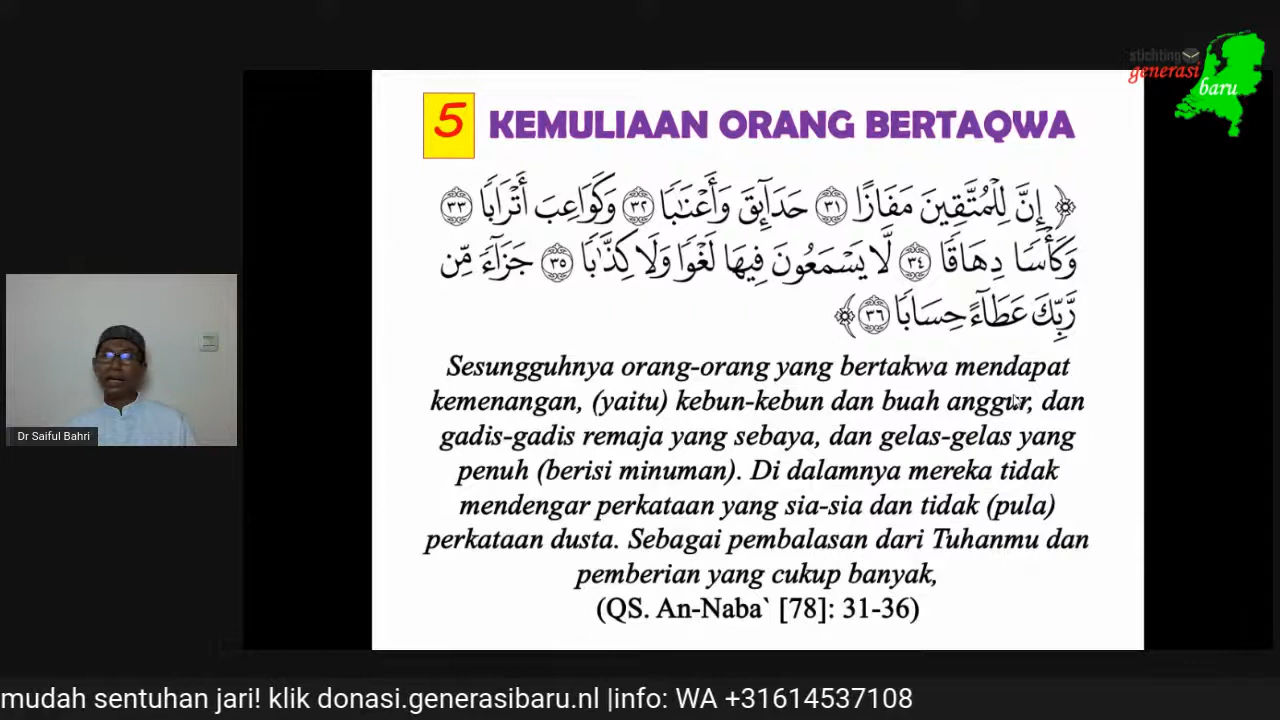 stichting
generasi
baru
5 KEMULIAAN ORANG BERTAQWA
﴿ إِنَّ لِلْمُتَّقِينَ مَفَازًا ٣١ حَدَآئِقَ وَأَعْنَٰبٗا ٣٢ وَكَوَاعِبَ أَتْرَابٗا ٣٣
وَكَأْسٗا دِهَاقٗا ٣٤ لَّا يَسْمَعُونَ فِيهَا لَغْوٗا وَلَا كِذَّٰبٗا ٣٥ جَزَآءٗ مِّن
رَّبِّكَ عَطَآءً حِسَابٗا ٣٦ ﴾
Sesungguhnya orang-orang yang bertakwa mendapat
kemenangan, (yaitu) kebun-kebun dan buah anggur, dan
gadis-gadis remaja yang sebaya, dan gelas-gelas yang
penuh (berisi minuman). Di dalamnya mereka tidak
mendengar perkataan yang sia-sia dan tidak (pula)
perkataan dusta. Sebagai pembalasan dari Tuhanmu dan
pemberian yang cukup banyak,
(QS. An-Naba` [78]: 31-36)
Dr Saiful Bahri
mudah sentuhan jari! klik donasi.generasibaru.nl |info: WA +31614537108